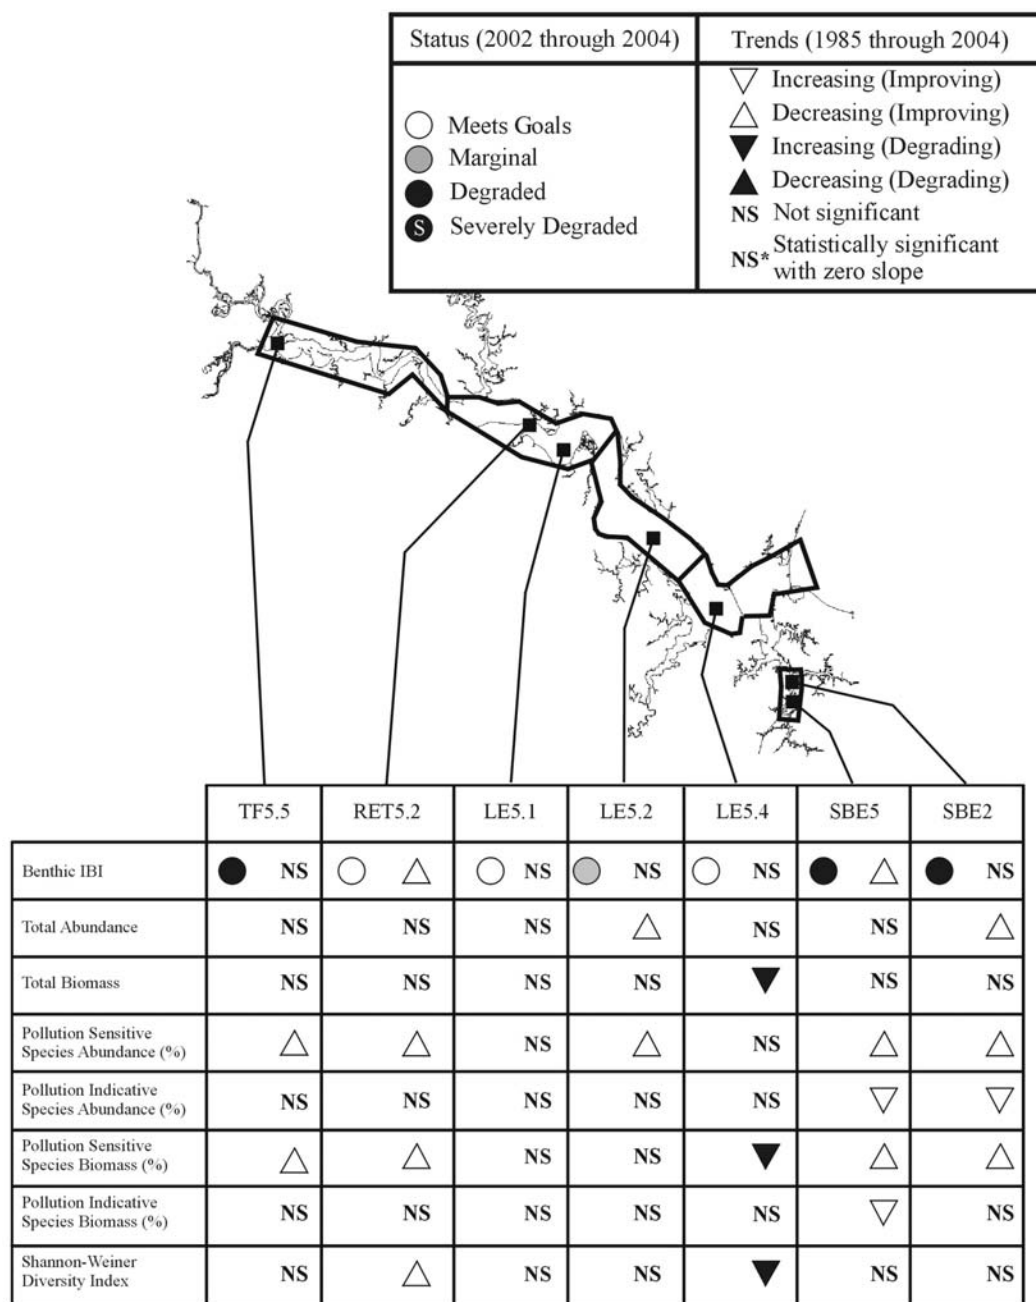 Status (2002 through 2004)
Trends (1985 through 2004)
Meets Goals
Marginal
Degraded
S Severely Degraded
Increasing (Improving)
Decreasing (Improving)
Increasing (Degrading)
Decreasing (Degrading)
NS Not significant
NS* Statistically significant
with zero slope
TF5.5 RET5.2 LE5.1 LE5.2 LE5.4 SBE5 SBE2
Benthic IBI NS NS NS NS NS
Total Abundance NS NS NS NS NS
Total Biomass NS NS NS NS NS NS
Pollution Sensitive
Species Abundance (%) NS NS
Pollution Indicative
Species Abundance (%) NS NS NS NS NS
Pollution Sensitive
Species Biomass (%) NS NS
Pollution Indicative
Species Biomass (%) NS NS NS NS NS NS
Shannon-Weiner
Diversity Index NS NS NS NS NS